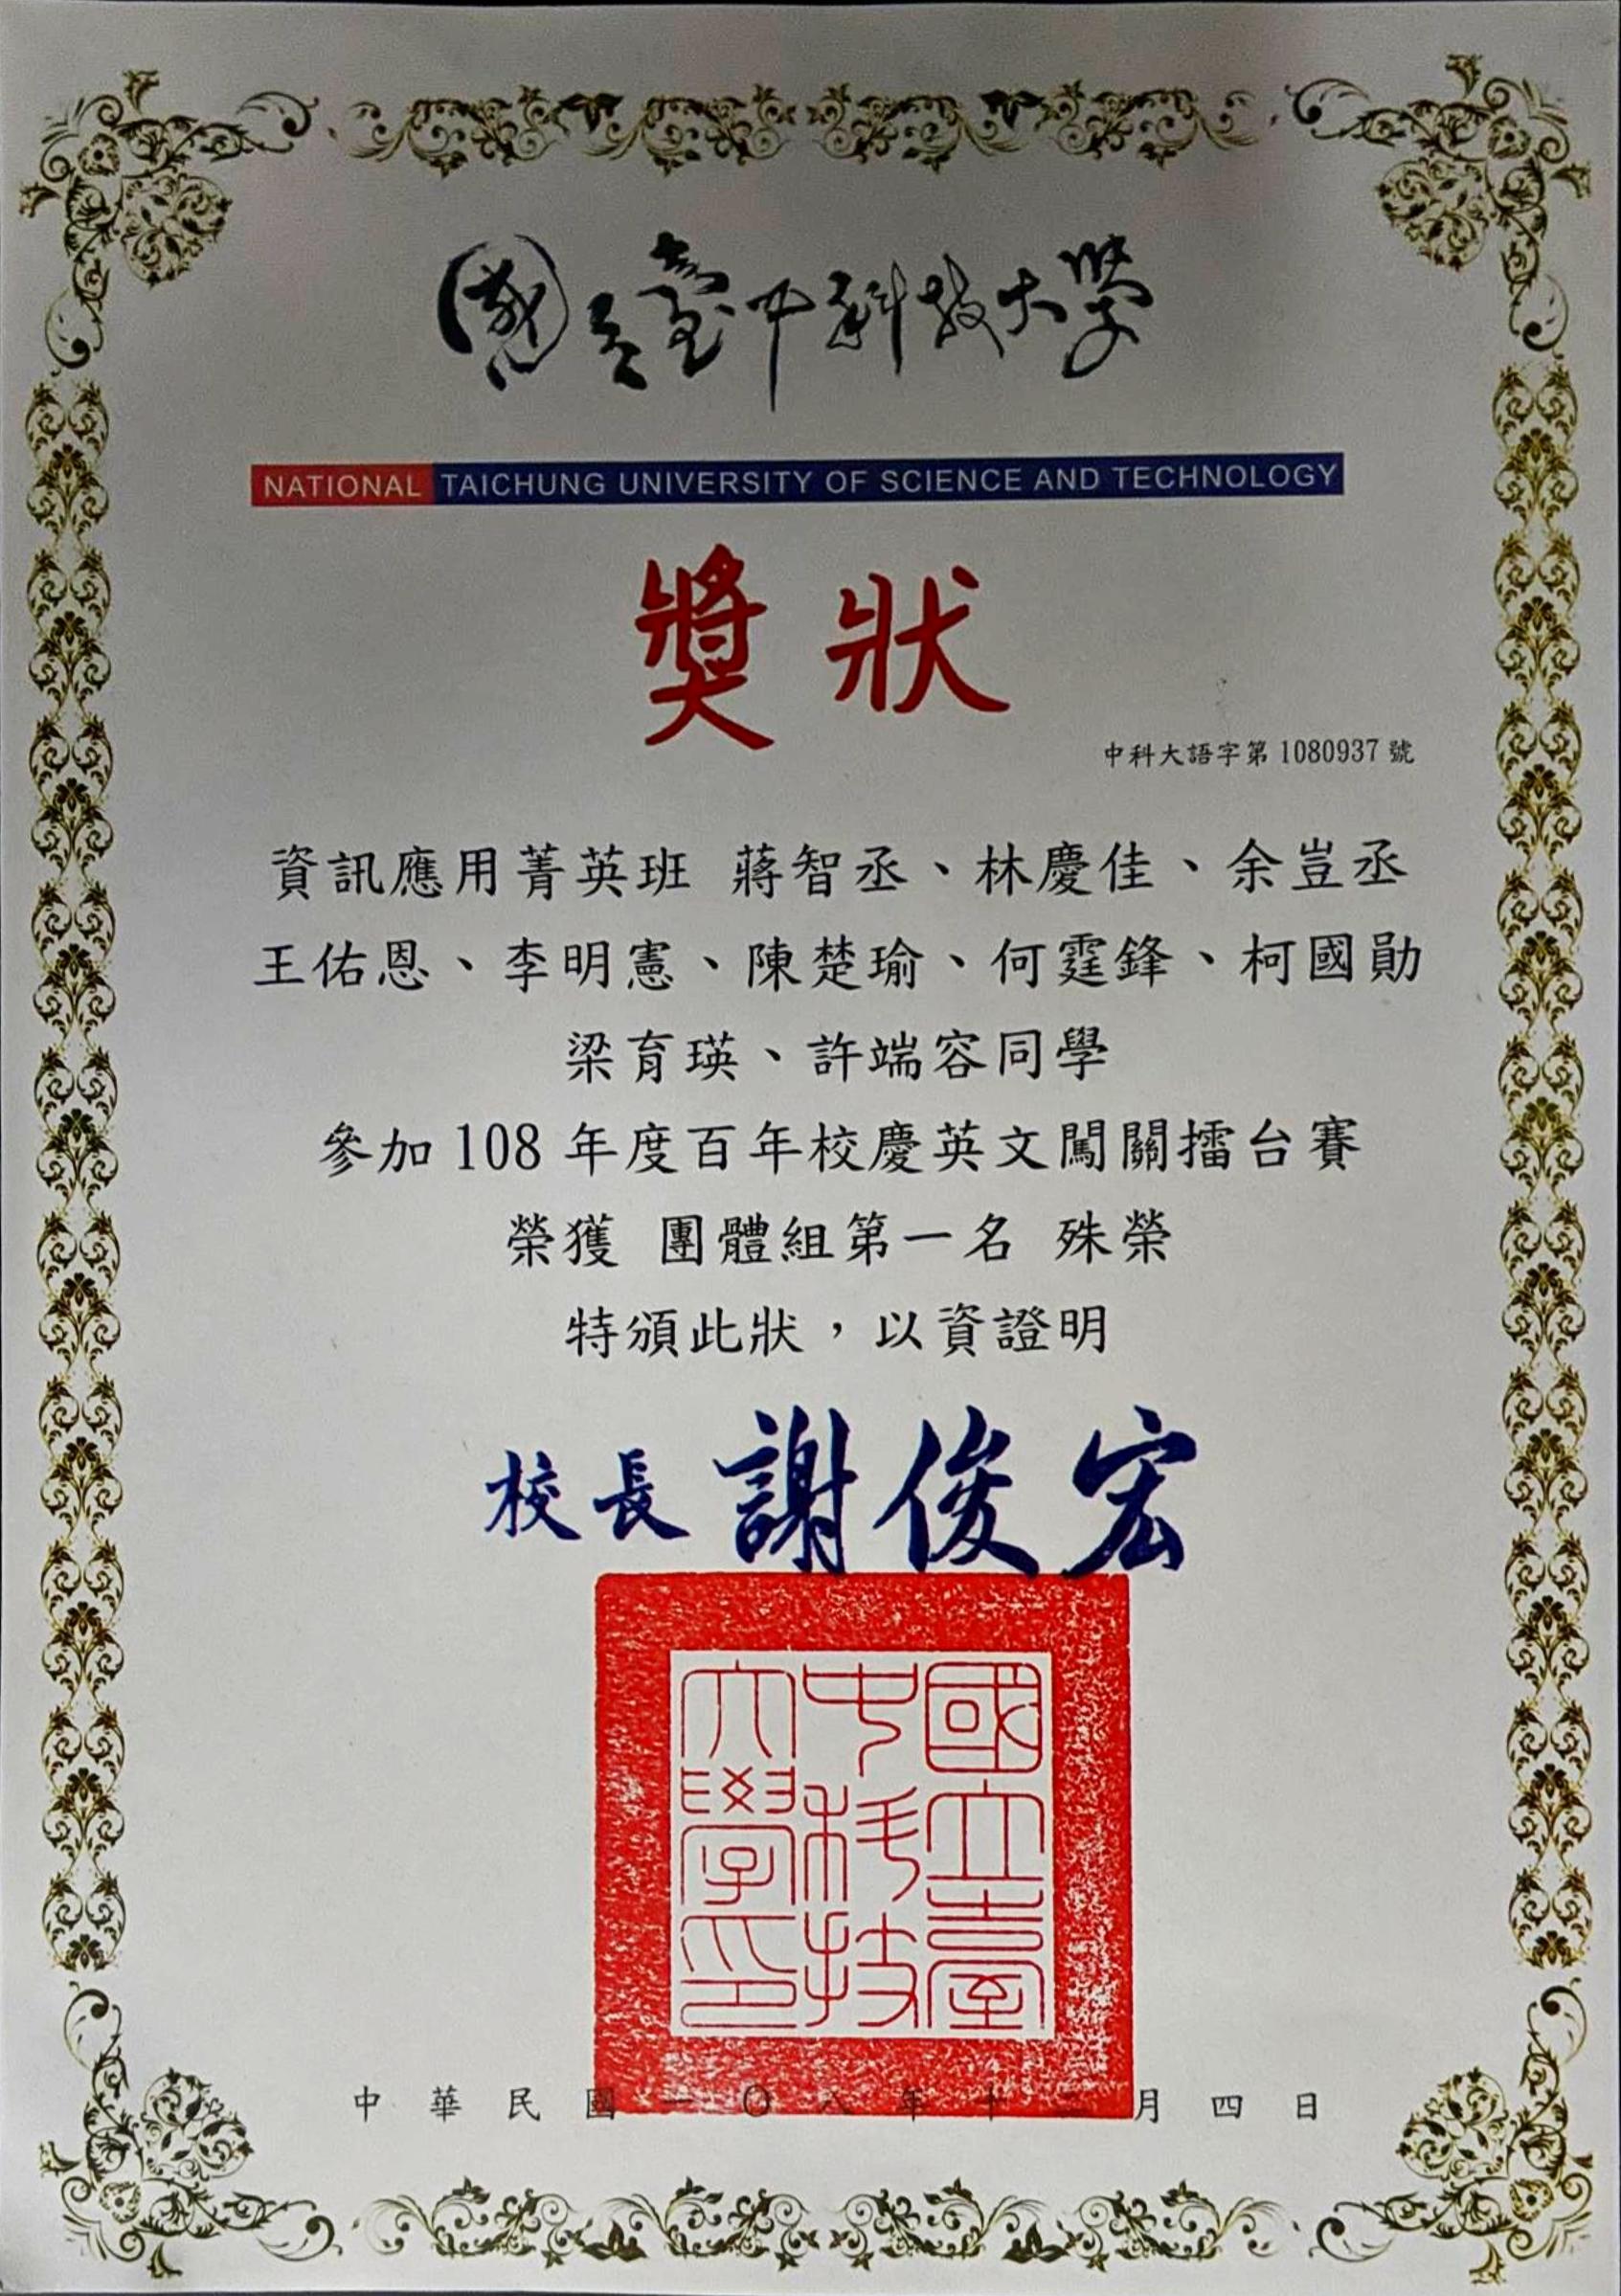 國立臺中科技大學
NATIONAL TAICHUNG UNIVERSITY OF SCIENCE AND TECHNOLOGY
獎狀
中科大語字第 1080937 號
資訊應用菁英班 蔣智丞、林慶佳、余豈丞
王佑恩、李明憲、陳楚瑜、何霆鋒、柯國勛
梁育瑛、許端容同學
參加 108 年度百年校慶英文闖關擂台賽
榮獲 團體組第一名 殊榮
特頒此狀，以資證明
校長 謝俊宏
國立臺
中科技
大學印
中華民國一〇八年十二月四日